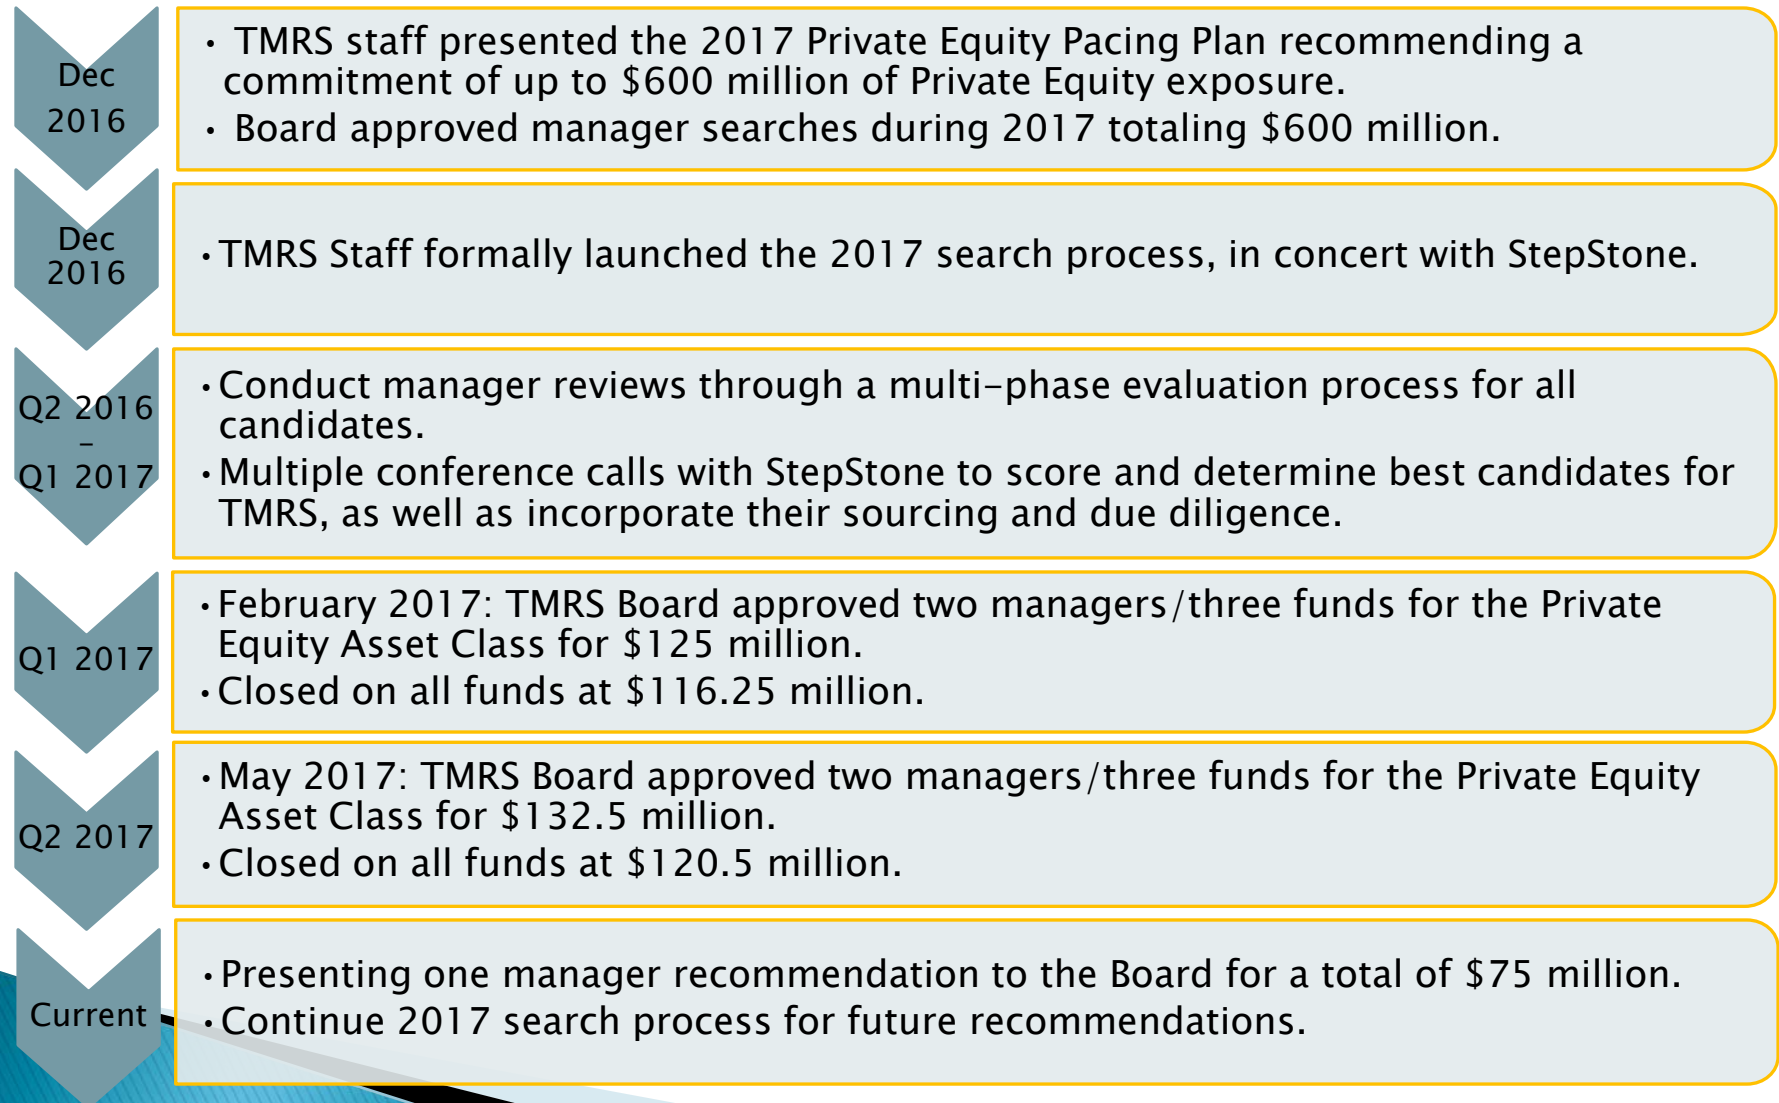 Dec
2016
• TMRS staff presented the 2017 Private Equity Pacing Plan recommending a
commitment of up to $600 million of Private Equity exposure.
• Board approved manager searches during 2017 totaling $600 million.
Dec
2016
• TMRS Staff formally launched the 2017 search process, in concert with StepStone.
Q2 2016
–
Q1 2017
• Conduct manager reviews through a multi-phase evaluation process for all
candidates.
• Multiple conference calls with StepStone to score and determine best candidates for
TMRS, as well as incorporate their sourcing and due diligence.
Q1 2017
• February 2017: TMRS Board approved two managers/three funds for the Private
Equity Asset Class for $125 million.
• Closed on all funds at $116.25 million.
Q2 2017
• May 2017: TMRS Board approved two managers/three funds for the Private Equity
Asset Class for $132.5 million.
• Closed on all funds at $120.5 million.
Current
• Presenting one manager recommendation to the Board for a total of $75 million.
• Continue 2017 search process for future recommendations.